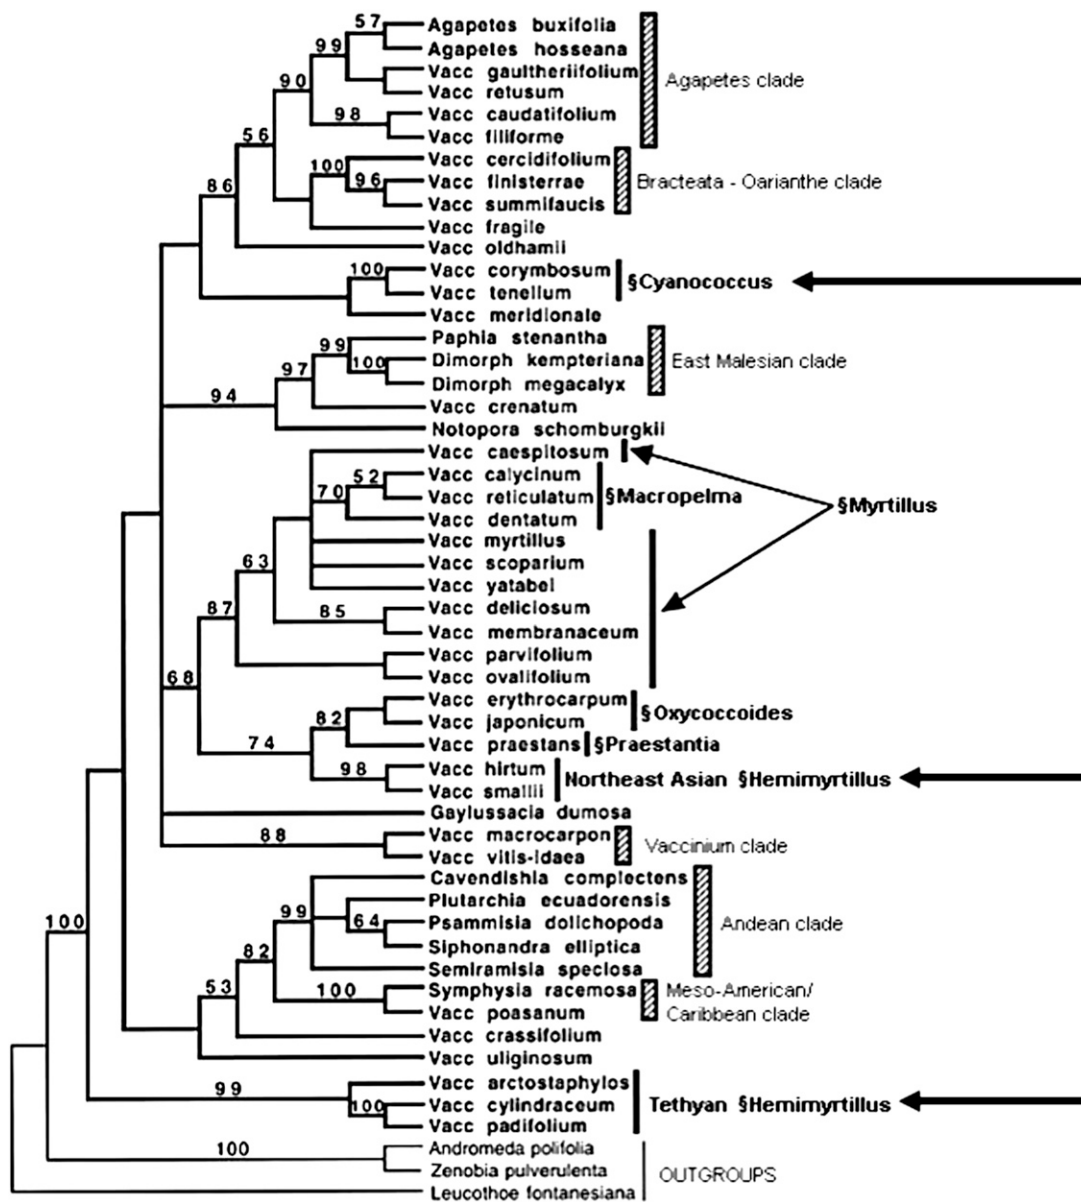 57
Agapetes buxifolia
99
Agapetes hosseana
Vacc gaultheriifolium
Agapetes clade
90
Vacc retusum
98
Vacc caudatifolium
Vacc filiforme
56
100
Vacc cercidifolium
86
96
Vacc finisterrae
Bracteata - Oarianthe clade
Vacc summifaucis
Vacc fragile
Vacc oldhamii
100
Vacc corymbosum
§Cyanococcus
Vacc tenellum
Vacc meridionale
99
Paphia stenantha
97
100
Dimorph kempteriana
East Malesian clade
94
Dimorph megacalyx
Vacc crenatum
Notopora schomburgkii
Vacc caespitosum
52
Vacc calycinum
70
Vacc reticulatum
§Macropelma
§Myrtillus
Vacc dentatum
Vacc myrtillus
63
Vacc scoparium
Vacc yatabei
87
85
Vacc deliciosum
Vacc membranaceum
Vacc parvifolium
68
Vacc ovalifolium
Vacc erythrocarpum
§Oxycoccoides
82
Vacc japonicum
74
Vacc praestans
§Praestantia
98
Vacc hirtum
Northeast Asian §Hemimyrtillus
Vacc smallii
Gaylussacia dumosa
88
Vacc macrocarpon
Vaccinium clade
Vacc vitis-idaea
Cavendishia complectens
99
Plutarchia ecuadorensis
100
64
Psammisia dolichopoda
Andean clade
Siphonandra elliptica
82
Semiramisia speciosa
53
100
Symphysia racemosa
Meso-American/
Vacc poasanum
Caribbean clade
Vacc crassifolium
Vacc uliginosum
99
Vacc arctostaphylos
100
Vacc cylindraceum
Tethyan §Hemimyrtillus
Vacc padifolium
100
Andromeda polifolia
Zenobia pulverulenta
OUTGROUPS
Leucothoe fontanesiana